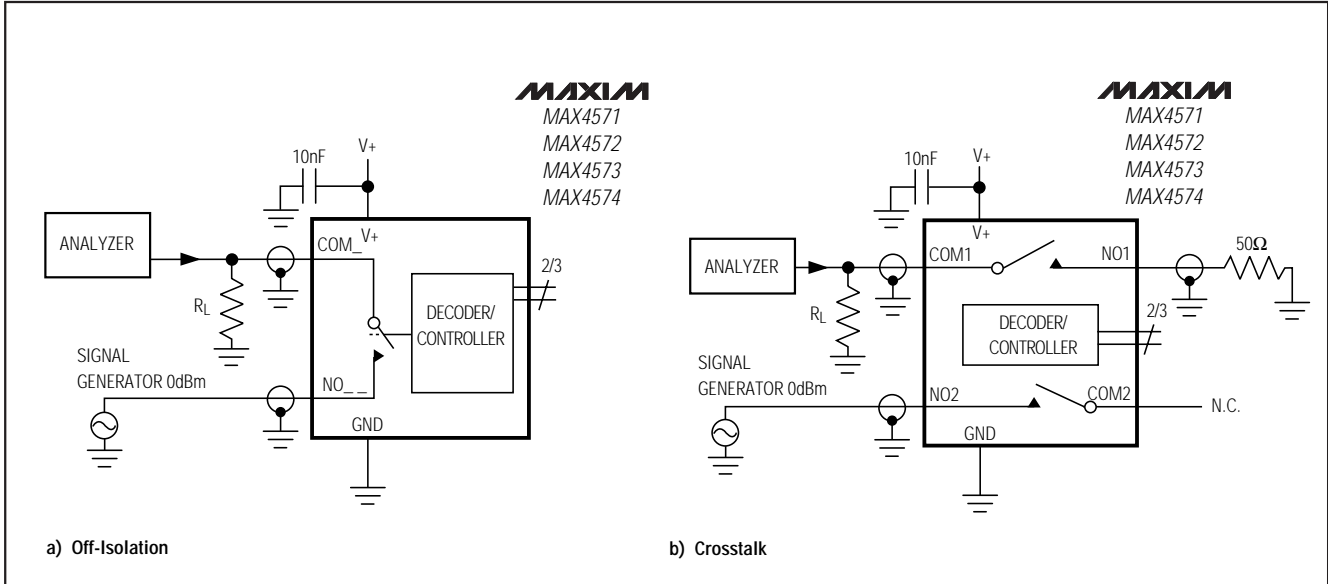 MAXIM
MAX4571
MAX4572
MAX4573
MAX4574
10nF
V+
ANALYZER
COM_
V+
2/3
RL
DECODER/
CONTROLLER
SIGNAL
GENERATOR 0dBm
NO_ _
GND
a) Off-Isolation
MAXIM
MAX4571
MAX4572
MAX4573
MAX4574
10nF
V+
V+
50Ω
ANALYZER
COM1
NO1
RL
2/3
DECODER/
CONTROLLER
SIGNAL
GENERATOR 0dBm
NO2
COM2
N.C.
GND
b) Crosstalk